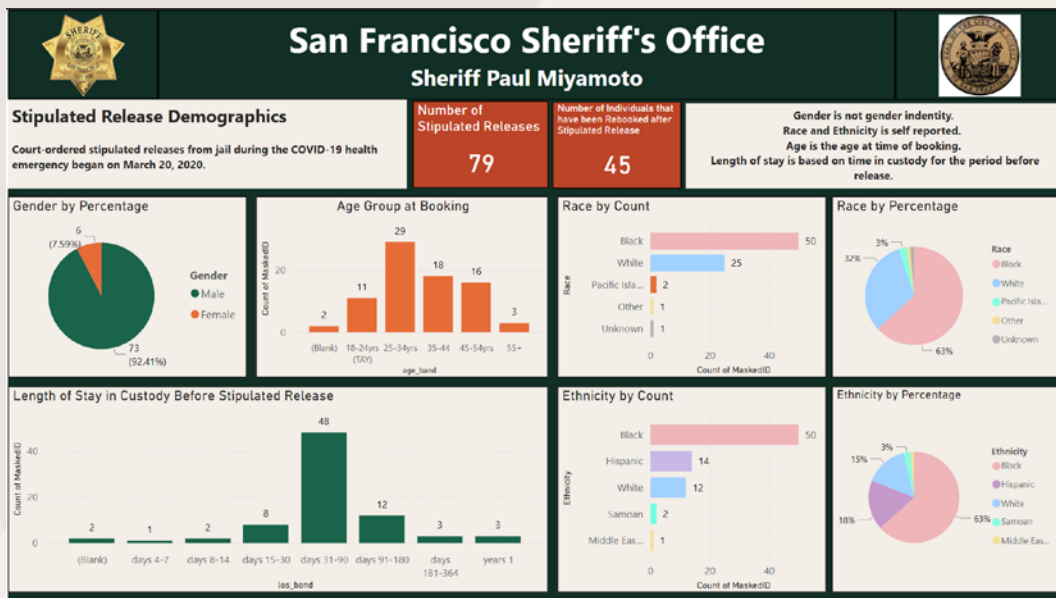 San Francisco Sheriff's Office
Sheriff Paul Miyamoto
SHERIFF
Stipulated Release Demographics
Court-ordered stipulated releases from jail during the COVID-19 health
emergency began on March 20, 2020.
Number of
Stipulated Releases
79
Number of Individuals that
have been Rebooked after
Stipulated Release
45
Gender is not gender indentity.
Race and Ethnicity is self reported.
Age is the age at time of booking.
Length of stay is based on time in custody for the period before
release.
Gender by Percentage
6
(7.59%)
73
(92.41%)
Gender
Male
Female
Age Group at Booking
Count of MaskedID
20
0
2
11
29
18
16
3
(Blank)
18-24yrs
(TAY)
25-34yrs
35-44
45-54yrs
55+
age_band
Race by Count
Race
Black
50
White
25
Pacific Isla...
2
Other
1
Unknown
1
0
20
40
Count of MaskedID
Race by Percentage
3%
32%
63%
Race
Black
White
Pacific Isla...
Other
Unknown
Length of Stay in Custody Before Stipulated Release
Count of MaskedID
40
20
0
2
1
2
8
48
12
3
3
(Blank)
days 4-7
days 8-14
days 15-30
days 31-90
days 91-180
days
181-364
years 1
los_band
Ethnicity by Count
Ethnicity
Black
50
Hispanic
14
White
12
Samoan
2
Middle Eas...
1
0
20
40
Count of MaskedID
Ethnicity by Percentage
3%
15%
18%
63%
Ethnicity
Black
Hispanic
White
Samoan
Middle Eas...